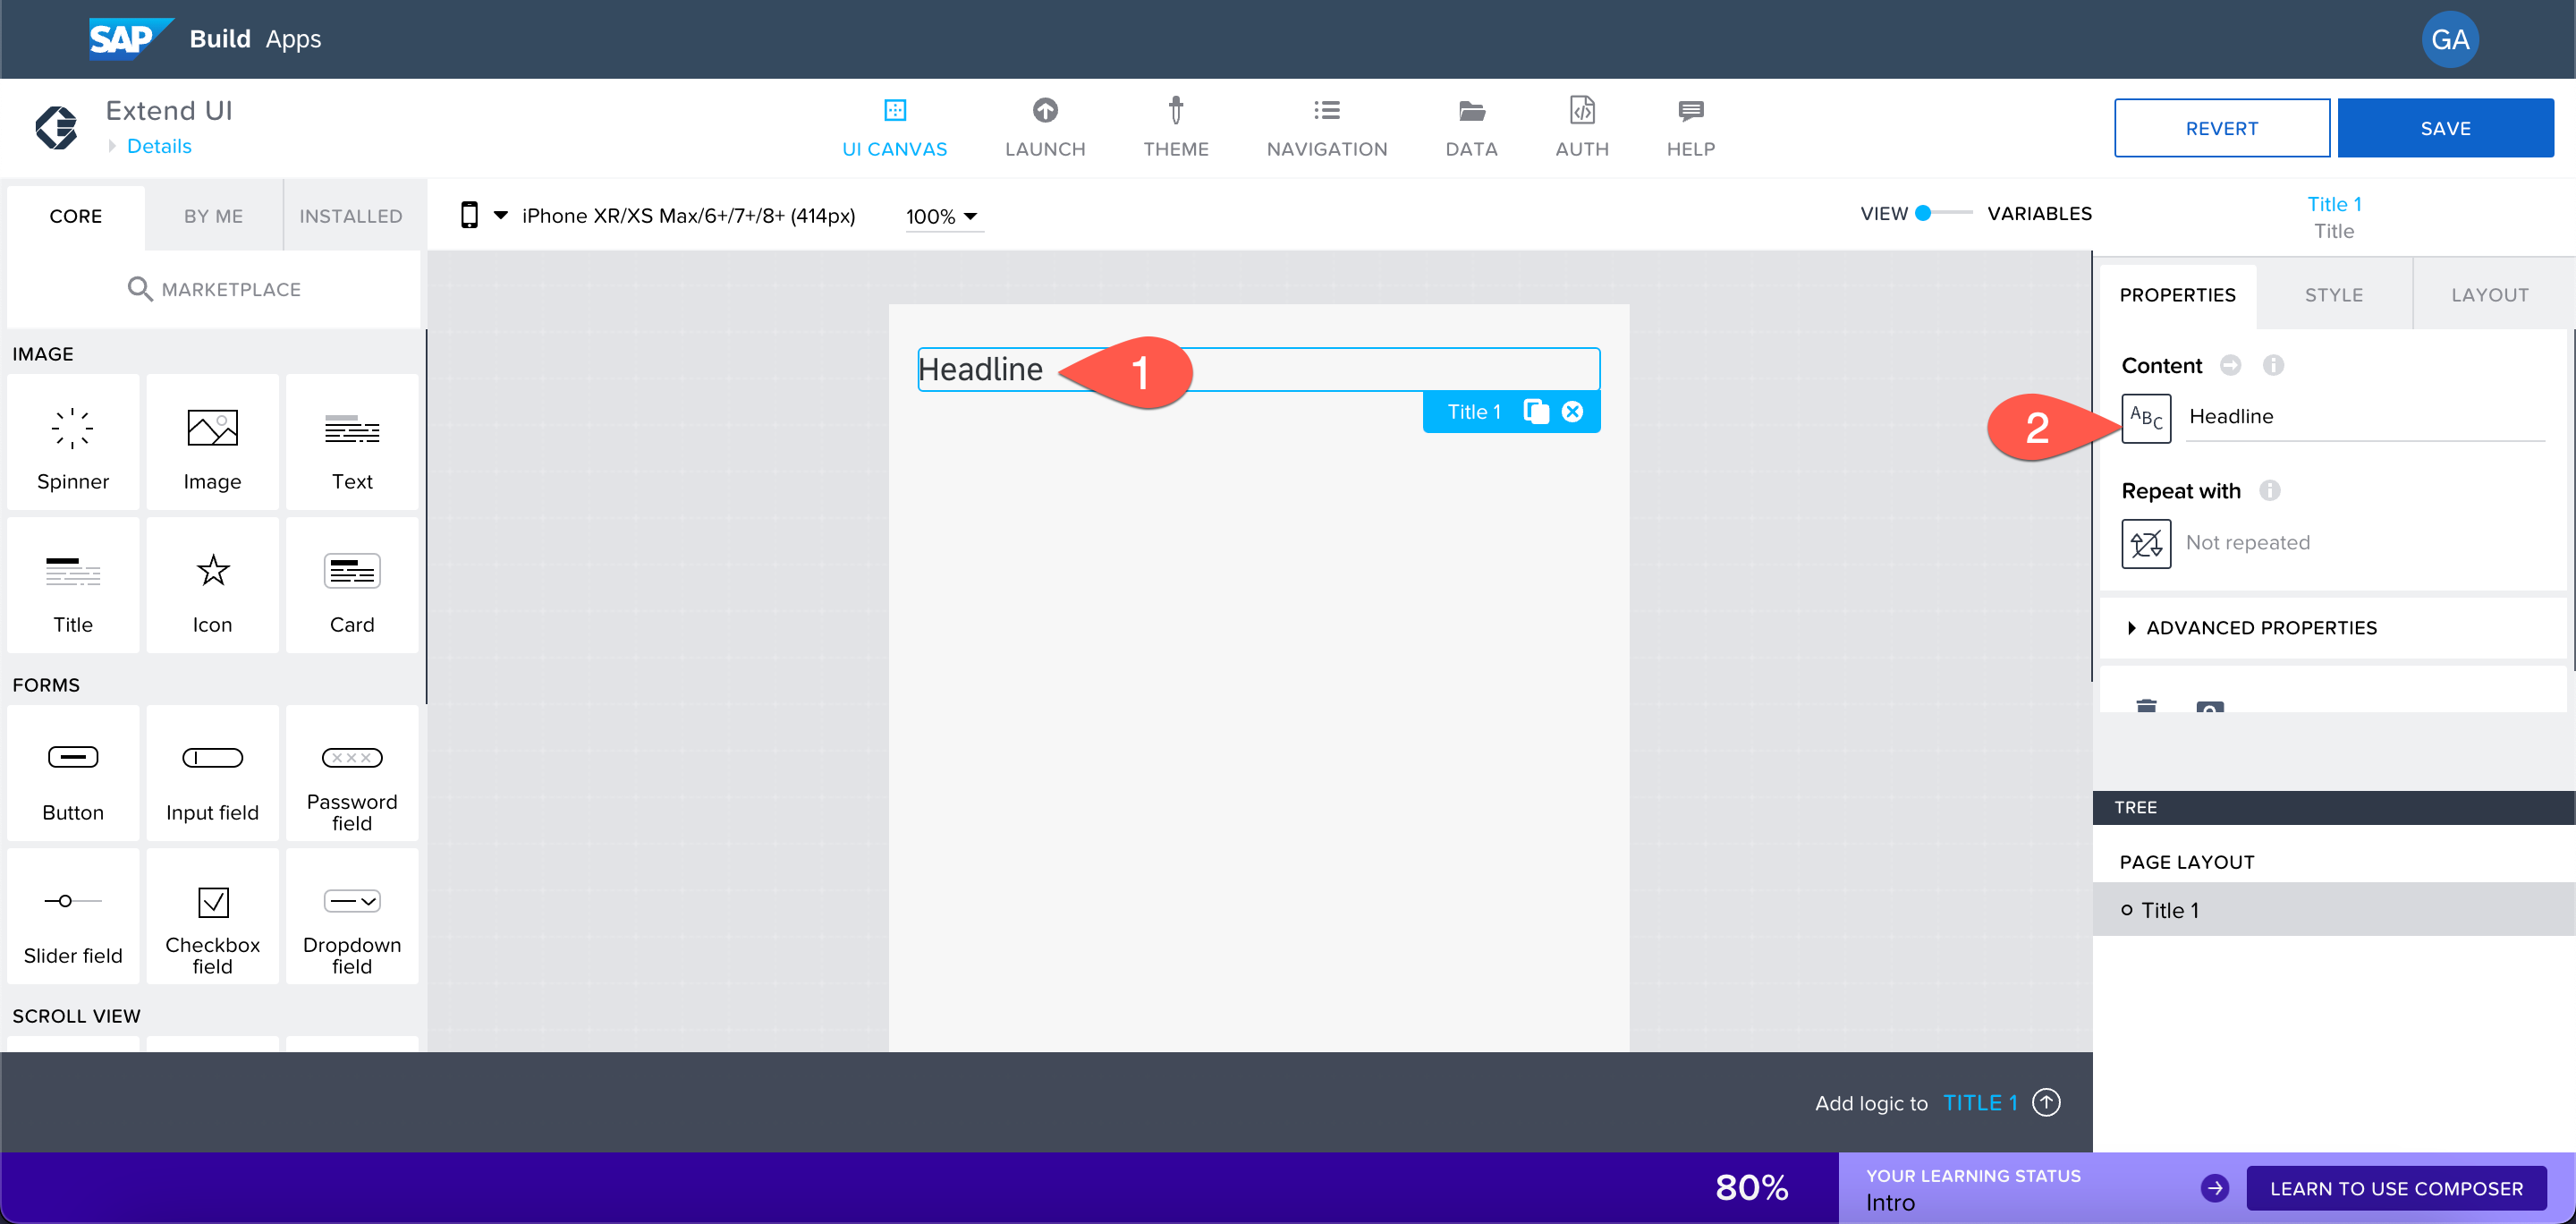 SAP Build Apps
GA
Extend UI
Details
UI CANVAS
LAUNCH
THEME
NAVIGATION
DATA
AUTH
HELP
REVERT
SAVE
CORE
BY ME
INSTALLED
MARKETPLACE
iPhone XR/XS Max/6+/7+/8+ (414px)
100%
VIEW
VARIABLES
Title 1
Title
PROPERTIES
STYLE
LAYOUT
IMAGE
Spinner
Image
Text
Title
Icon
Card
FORMS
Button
Input field
Password
field
Slider field
Checkbox
field
Dropdown
field
SCROLL VIEW
Headline
1
Title 1
Content
2
ABC
Headline
Repeat with
Not repeated
ADVANCED PROPERTIES
TREE
PAGE LAYOUT
Title 1
Add logic to TITLE 1
80%
YOUR LEARNING STATUS
Intro
LEARN TO USE COMPOSER